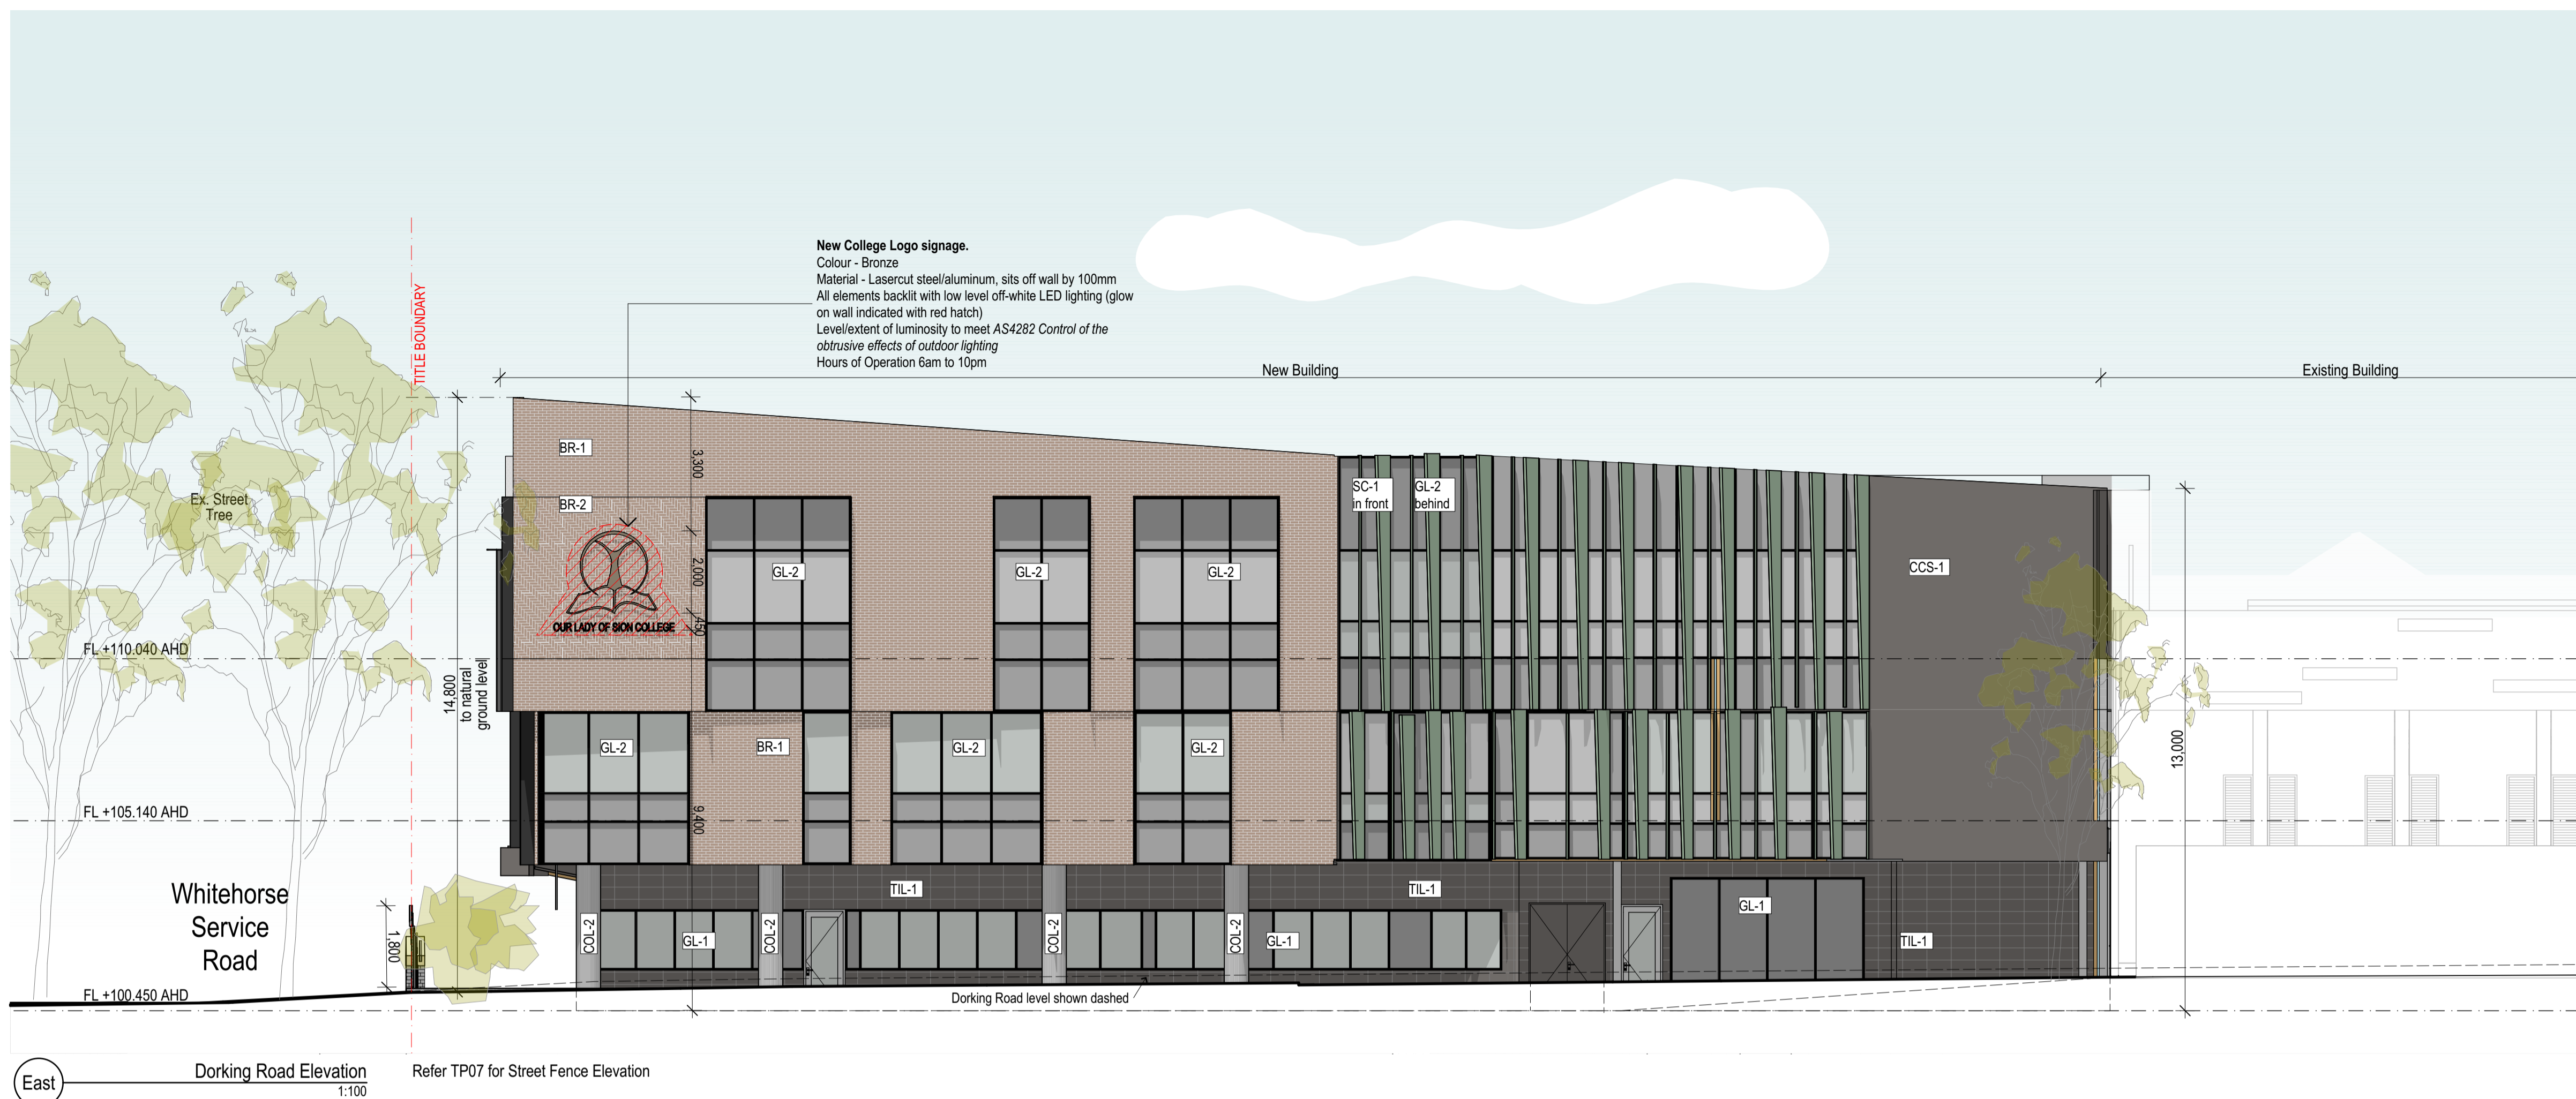 New College Logo signage.
Colour - Bronze
Material - Lasercut steel/aluminum, sits off wall by 100mm
All elements backlit with low level off-white LED lighting (glow
on wall indicated with red hatch)
Level/extent of luminosity to meet AS4282 Control of the
obtrusive effects of outdoor lighting
Hours of Operation 6am to 10pm
TITLE BOUNDARY
New Building
Existing Building
BR-1
3,300
Ex. Street
Tree
BR-2
SC-1
in front
GL-2
behind
GL-2
GL-2
GL-2
CCS-1
2,000
450
OUR LADY OF SION COLLEGE
FL +110.040 AHD
14,800
to natural
ground level
GL-2
BR-1
GL-2
GL-2
13,000
FL +105.140 AHD
9,400
TIL-1
TIL-1
Whitehorse
Service
Road
1,800
COL-2
GL-1
COL-2
COL-2
COL-2
GL-1
GL-1
TIL-1
FL +100.450 AHD
Dorking Road level shown dashed
East
Dorking Road Elevation
1:100
Refer TP07 for Street Fence Elevation